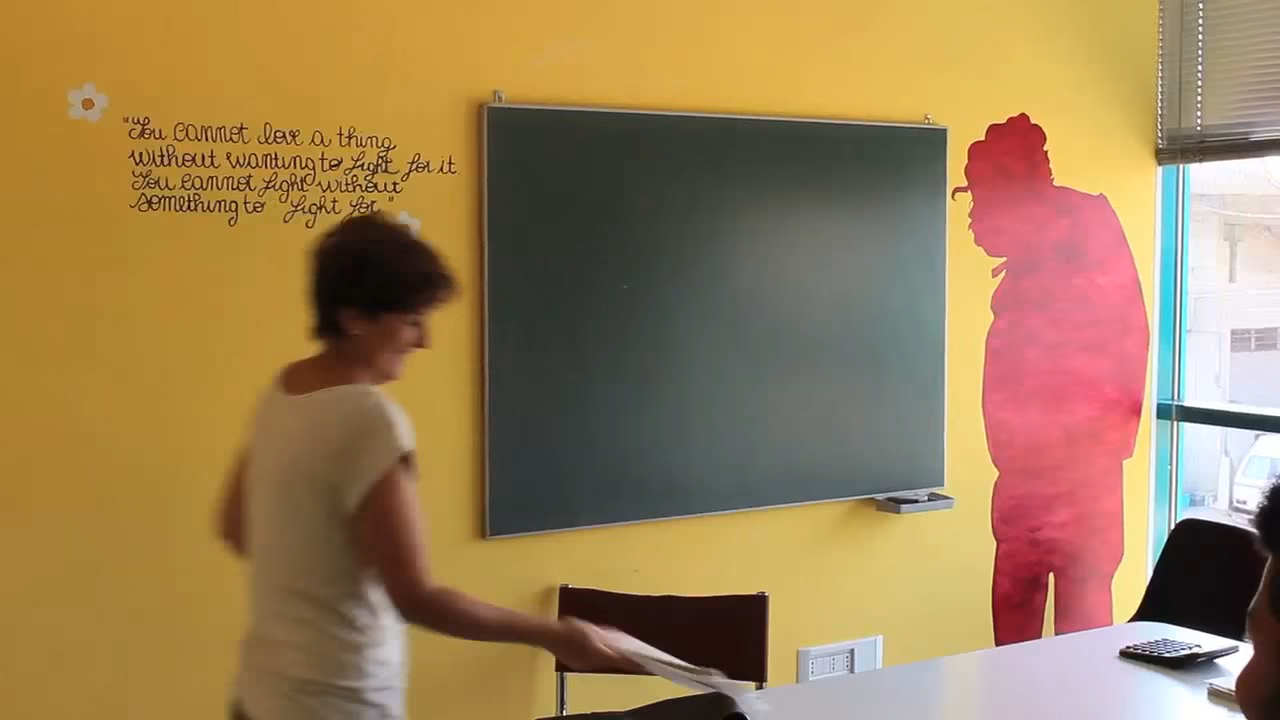 "You cannot love a thing
without wanting to fight for it
You cannot fight without
something to fight for."